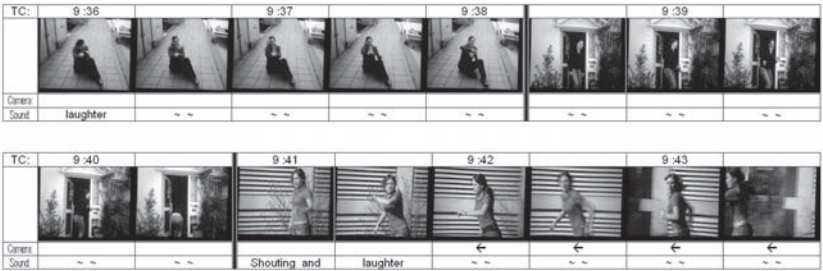 TC: 9 :36 9 :37 9 :38 9 :39
Camera:
Sound: laughter ~ ~ ~ ~ ~ ~ ~ ~ ~ ~ ~ ~ ~ ~
TC: 9 :40 9 :41 9 :42 9 :43
Camera: ← ← ← ←
Sound: ~ ~ ~ ~ Shouting and laughter ~ ~ ~ ~ ~ ~ ~ ~